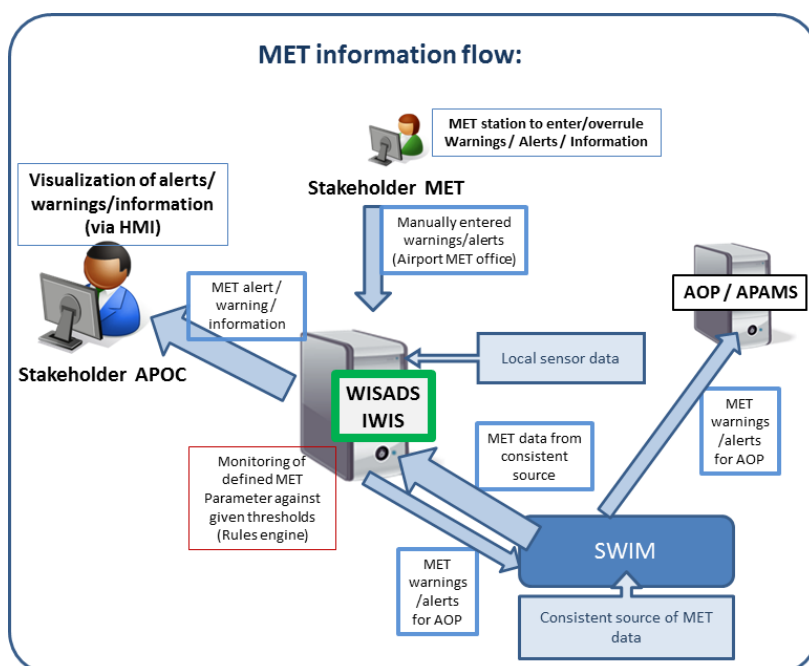 MET information flow:
MET station to enter/overrule
Warnings / Alerts / Information
Stakeholder MET
Visualization of alerts/
warnings/information
(via HMI)
Manually entered
warnings/alerts
(Airport MET office)
AOP / APAMS
MET alert/
warning/
information
Stakeholder APOC
Local sensor data
WISADS
IWIS
MET
warnings
/alerts
for AOP
MET data from
consistent
source
Monitoring of
defined MET
Parameter against
given thresholds
(Rules engine)
SWIM
MET
warnings
/alerts
for AOP
Consistent source of MET
data